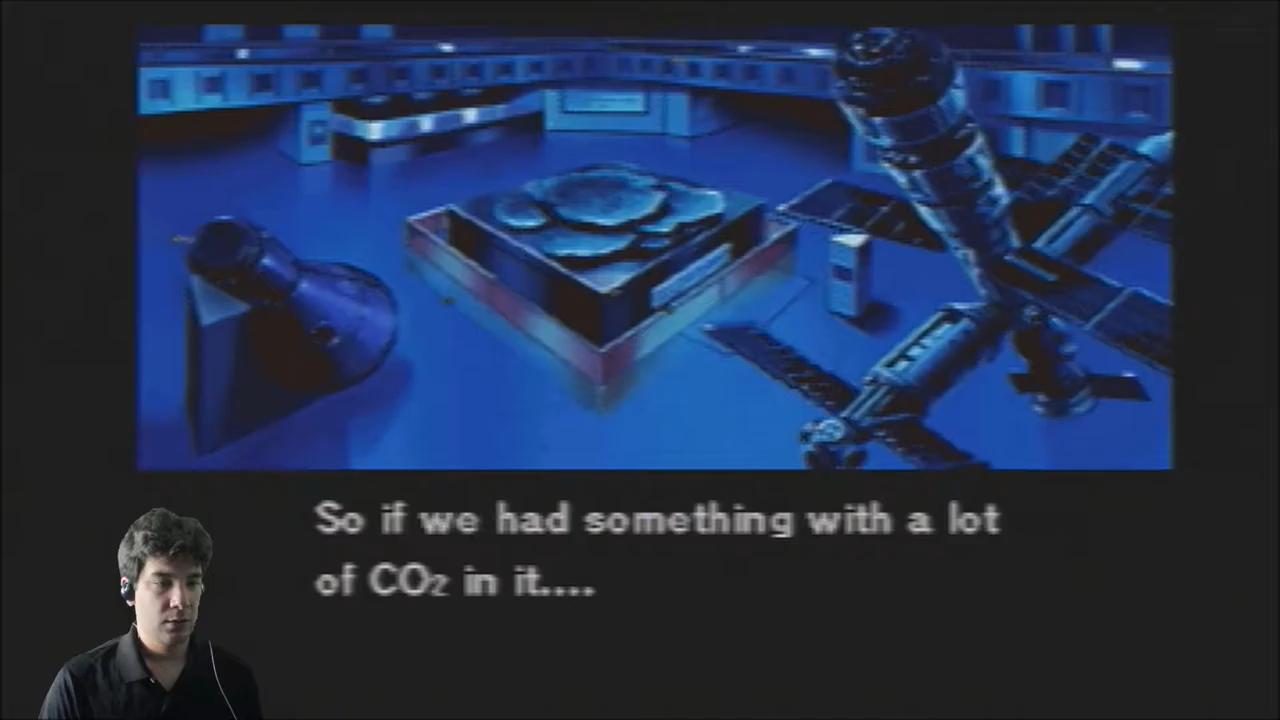 So if we had something with a lot
of CO₂ in it....